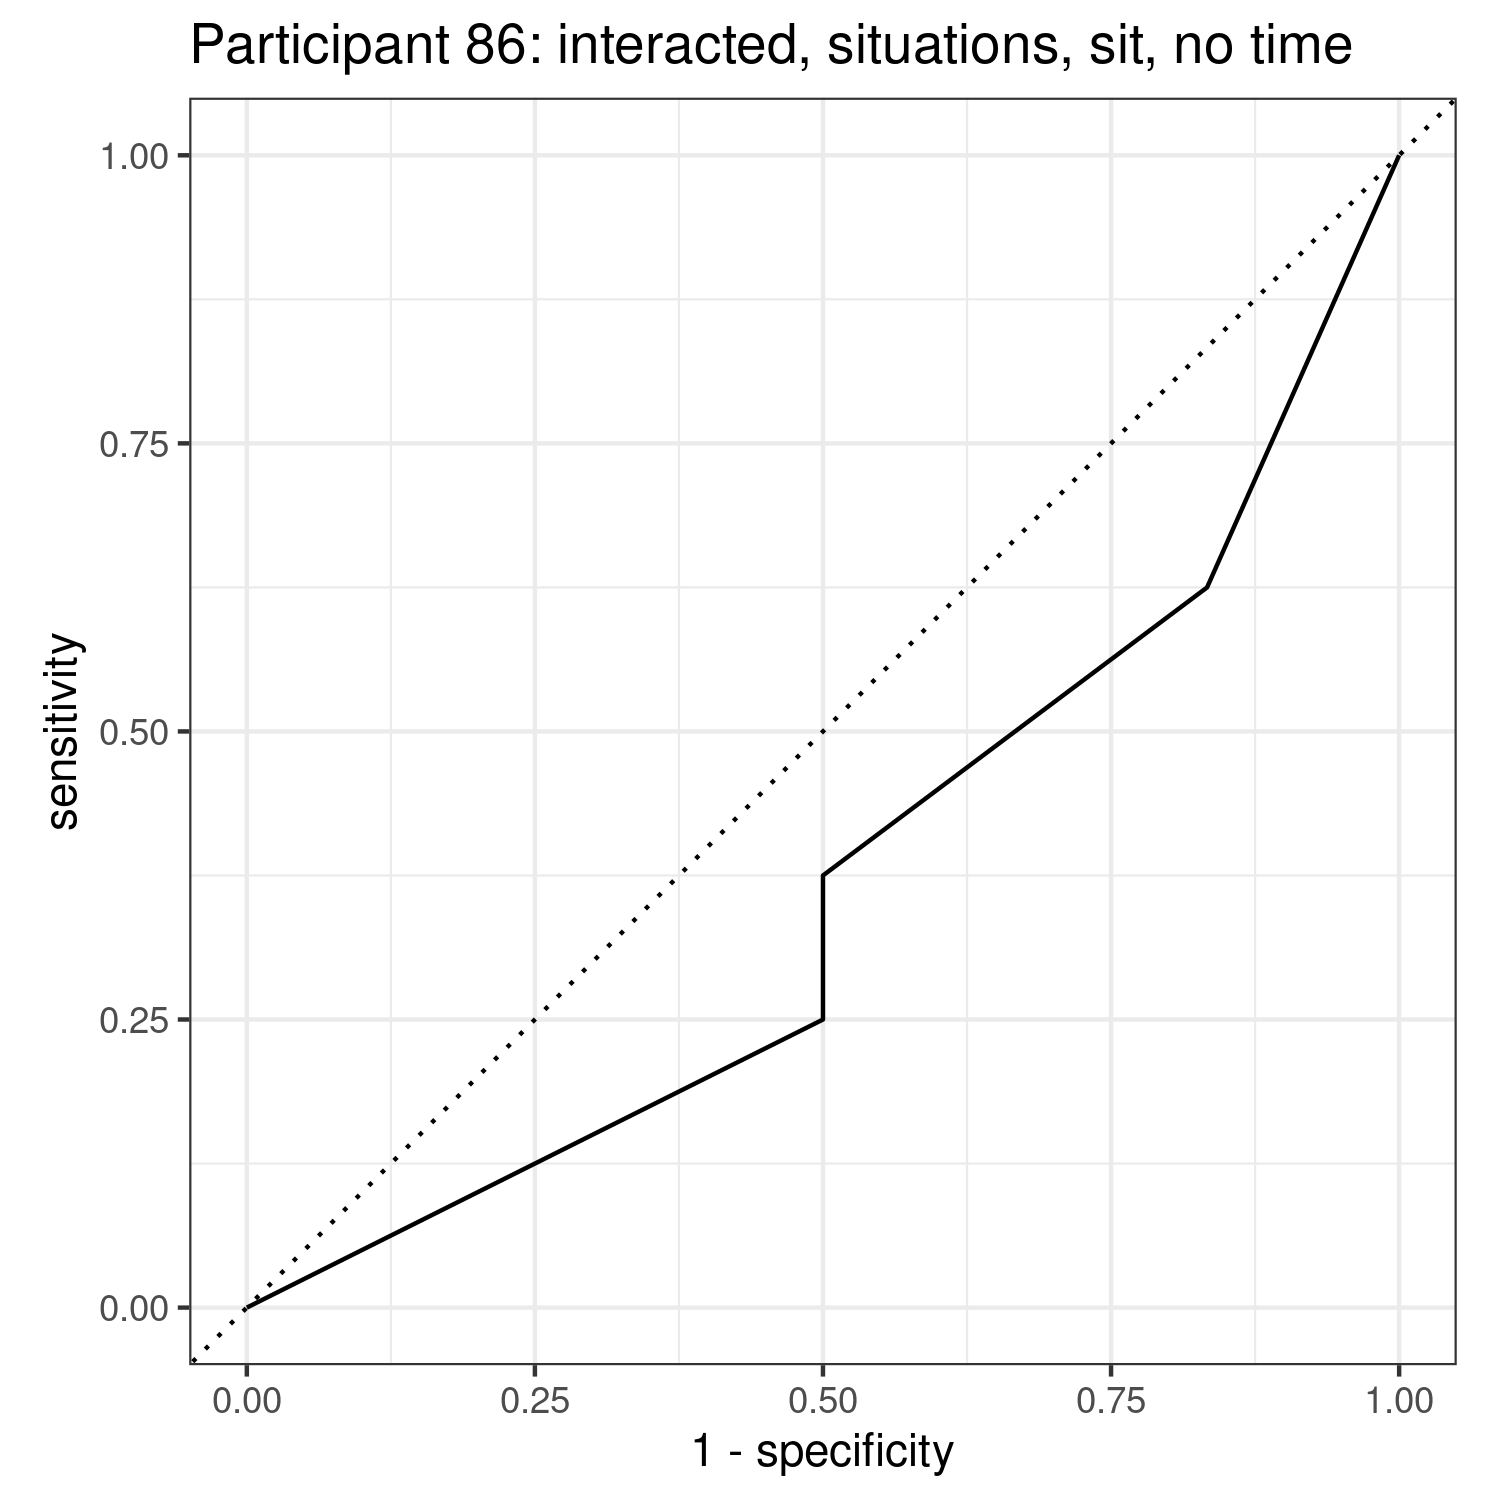 Participant 86: interacted, situations, sit, no time
1.00
0.75
0.50
0.25
0.00
sensitivity
0.00 0.25 0.50 0.75 1.00
1 - specificity